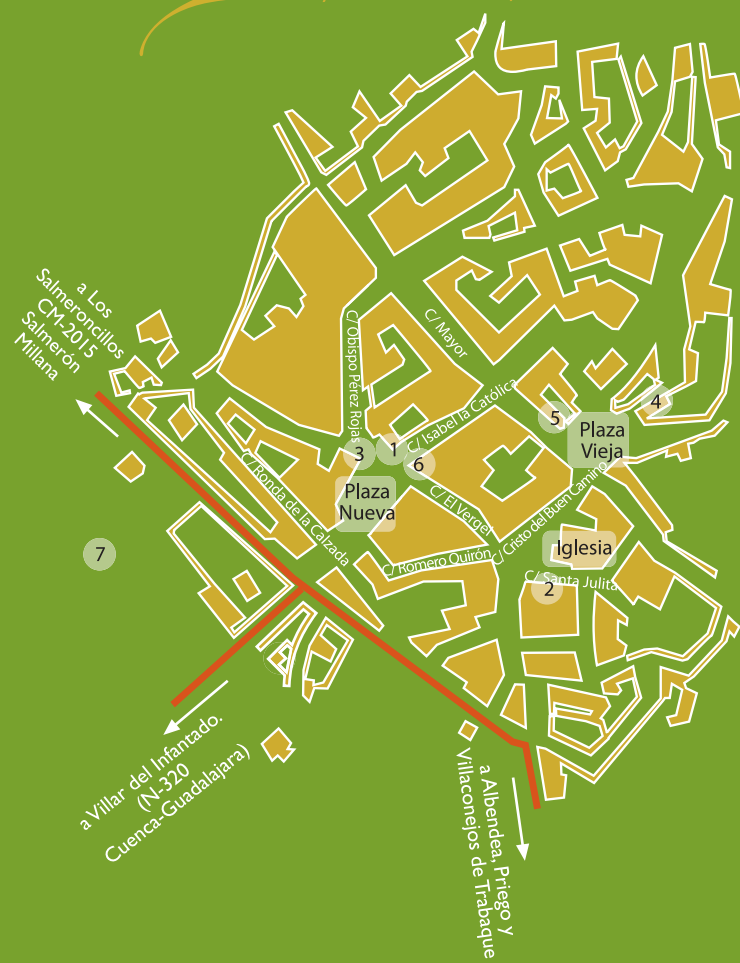 a Los
Salmeroncillos
CM-2015
Salmerón
Millana
C/ Mayor
C/ Obispo Pérez Rojas
C/ Isabel la Católica
4
5
Plaza
Vieja
1
3
6
C/ Ronda de la Calzada
Plaza
Nueva
C/ El Verger
C/ Cristo del Buen Camino
7
Iglesia
C/ Romero Quirón
C/ Santa Julita
2
a Villar del Infantado.
(N-320
Cuenca-Guadalajara)
a Albendea, Priego y
Villaconejos de Trabaque